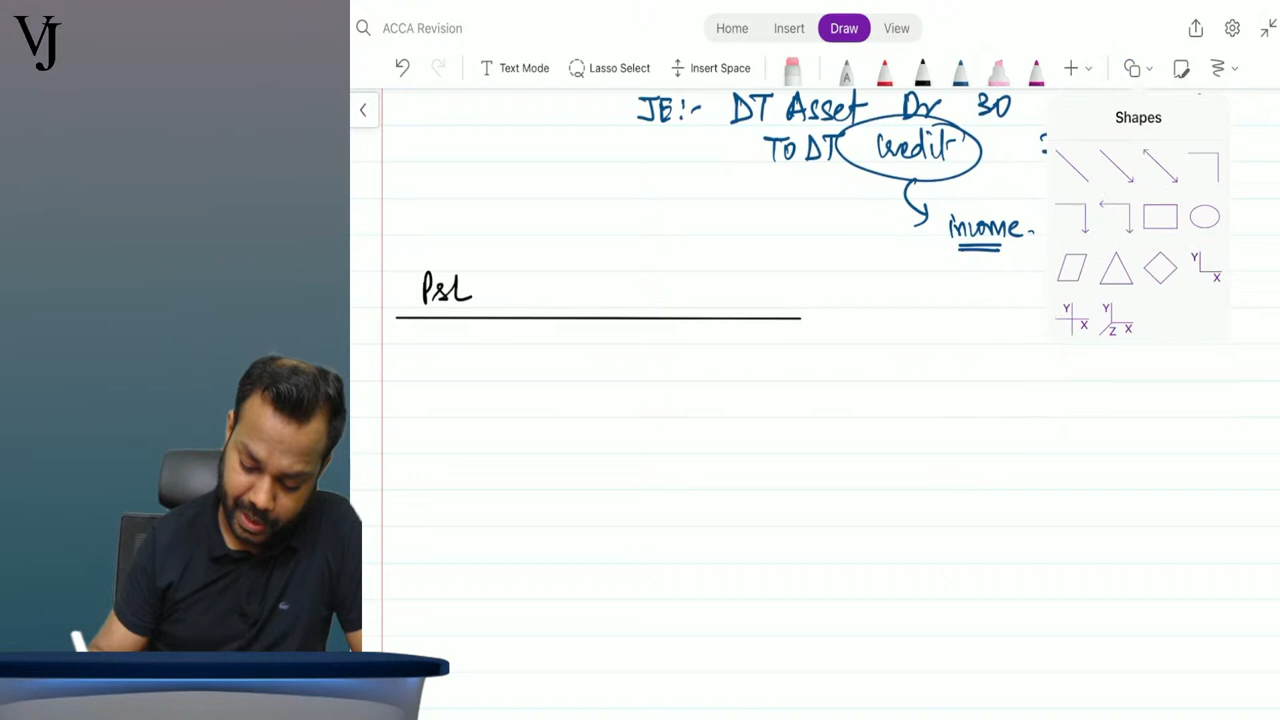 VJ
ACCA Revision
Home Insert Draw View
Text Mode Lasso Select Insert Space
JE:- DT Asset Dr 30
To DT credit
income.
Shapes
Y X
Y X Y Z X
P&L